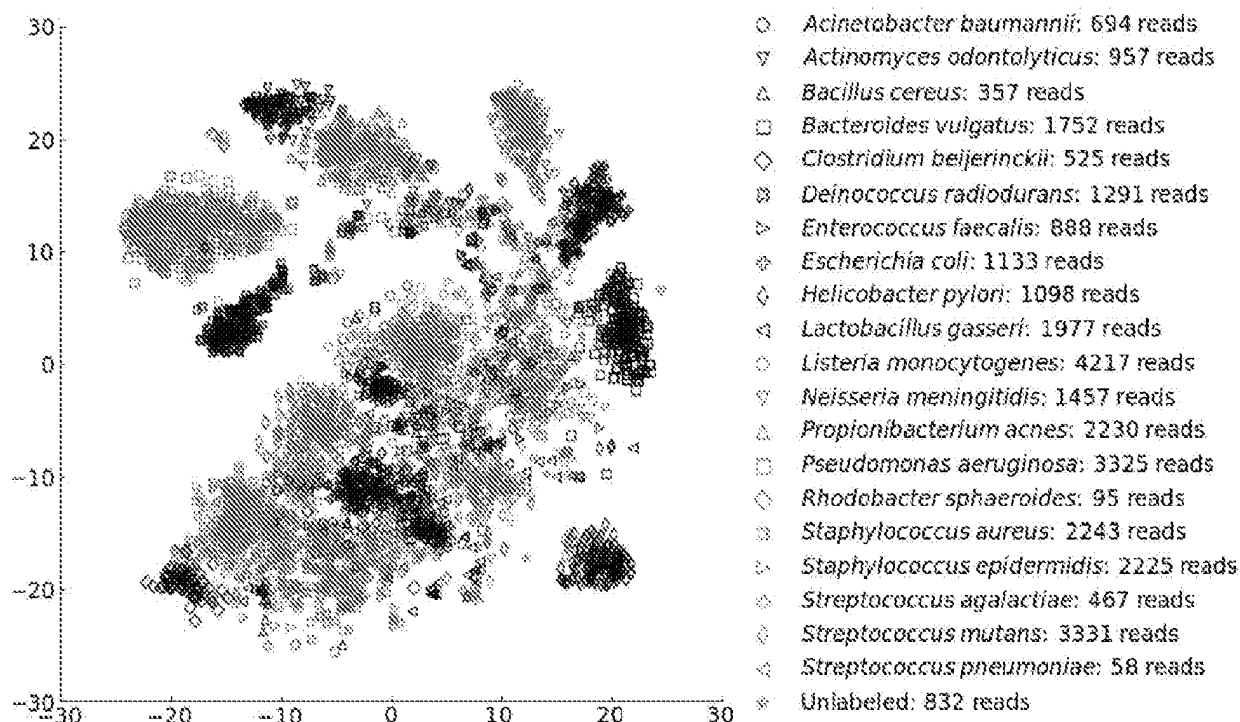 Acinetobacter baumannii: 694 reads
Actinomyces odontolyticus: 957 reads
Bacillus cereus: 357 reads
Bacteroides vulgatus: 1752 reads
Clostridium beijerinckii: 525 reads
Deinococcus radiodurans: 1291 reads
Enterococcus faecalis: 888 reads
Escherichia coli: 1133 reads
Helicobacter pylori: 1098 reads
Lactobacillus gasseri: 1977 reads
Listeria monocytogenes: 4217 reads
Neisseria meningitidis: 1457 reads
Propionibacterium acnes: 2230 reads
Pseudomonas aeruginosa: 3325 reads
Rhodobacter sphaeroides: 95 reads
Staphylococcus aureus: 2243 reads
Staphylococcus epidermidis: 2225 reads
Streptococcus agalactiae: 467 reads
Streptococcus mutans: 3331 reads
Streptococcus pneumoniae: 58 reads
Unlabeled: 832 reads
30
20
10
0
−10
−20
−30
−30 −20 −10 0 10 20 30